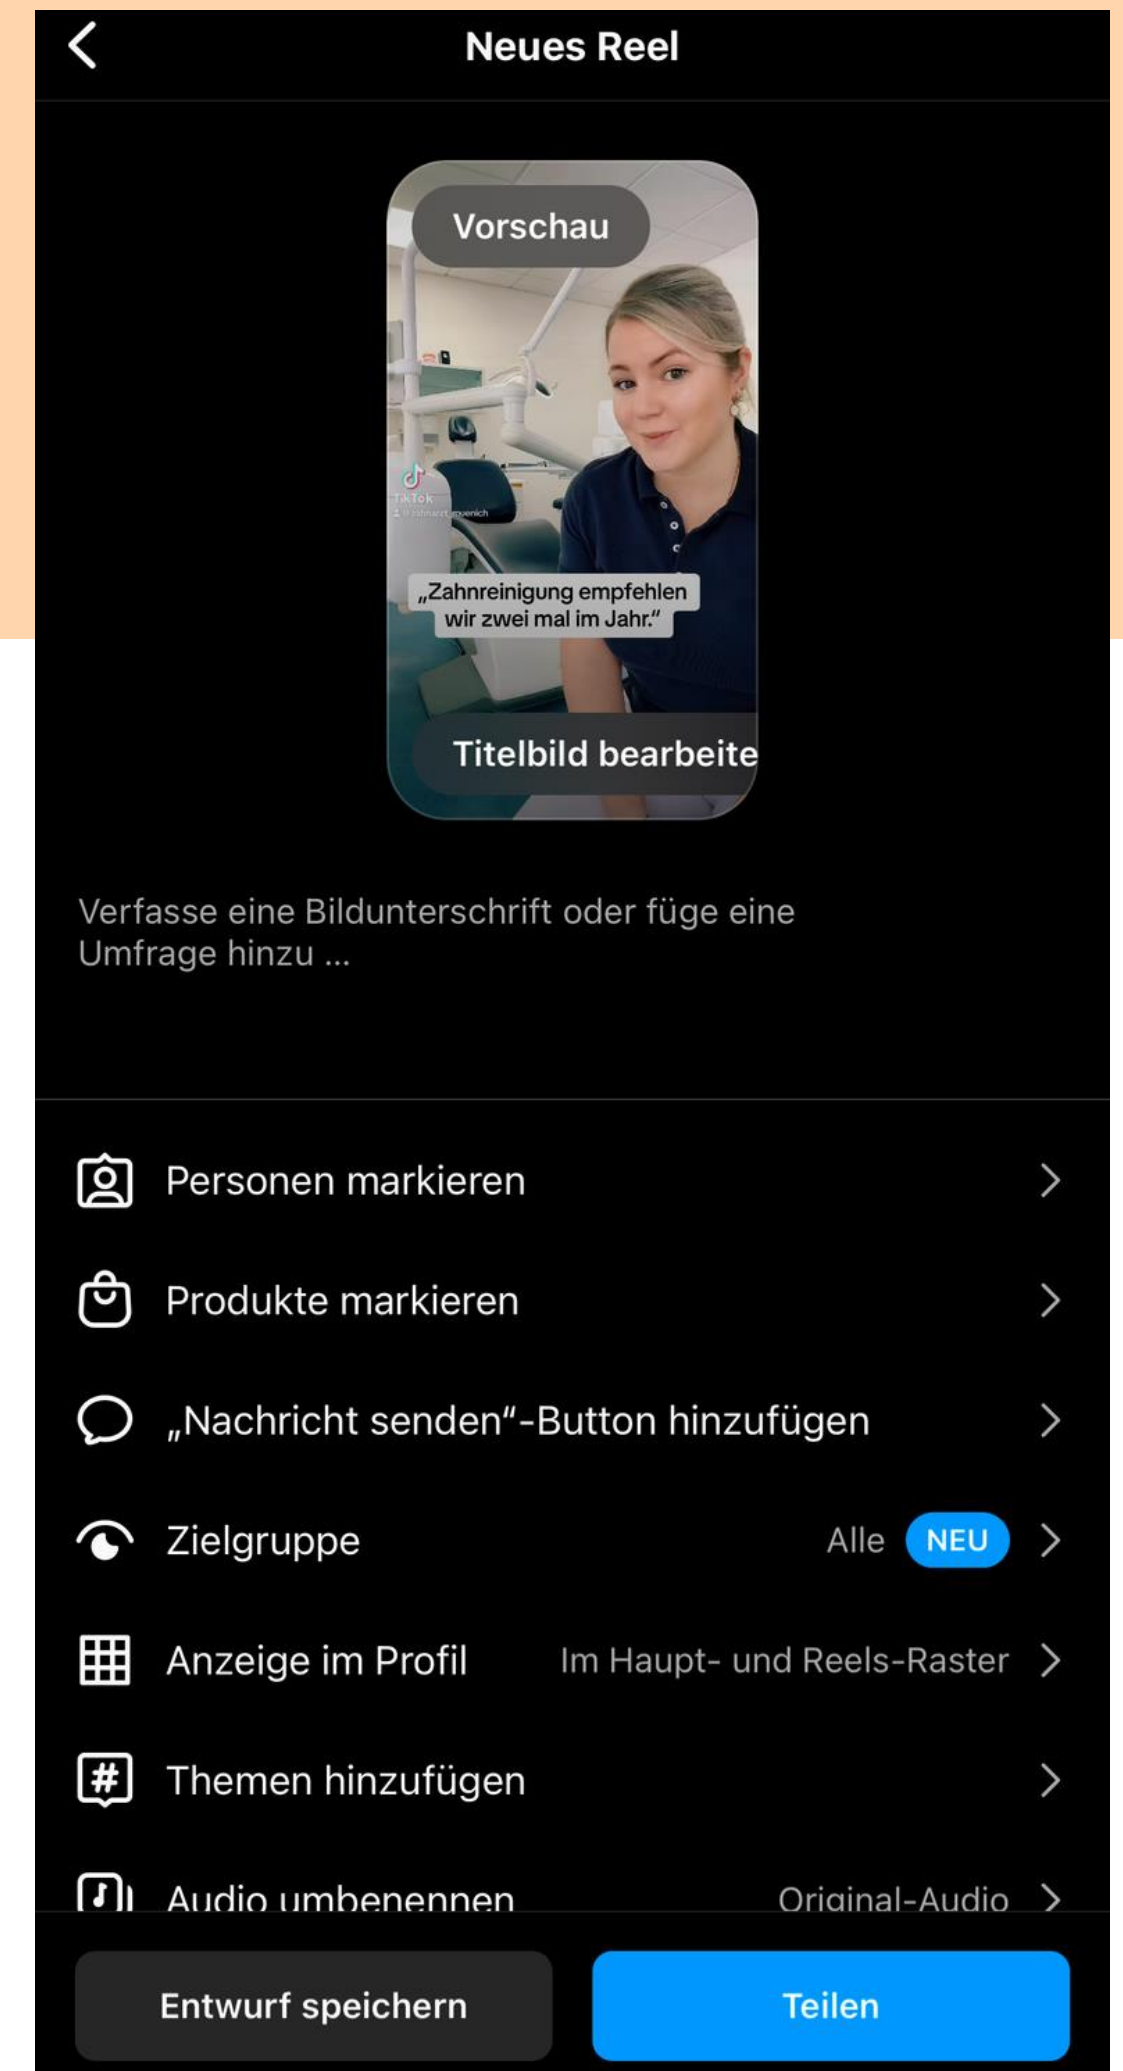 Neues Reel
Vorschau
TikTok
„Zahnreinigung empfehlen
wir zwei mal im Jahr.“
Titelbild bearbeite
Verfasse eine Bildunterschrift oder füge eine
Umfrage hinzu ...
Personen markieren
Produkte markieren
„Nachricht senden“-Button hinzufügen
Zielgruppe Alle NEU
Anzeige im Profil Im Haupt- und Reels-Raster
# Themen hinzufügen
Audio umbenennen Original-Audio
Entwurf speichern Teilen